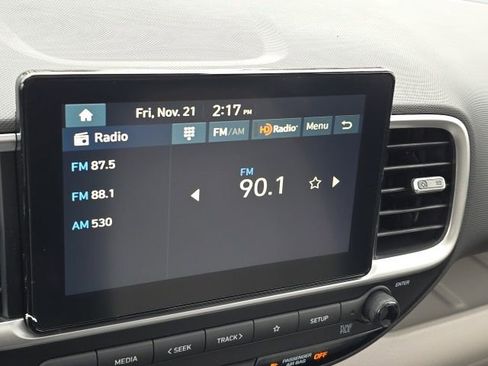 Fri, Nov. 21 2:17 PM
Radio FM/AM HD Radio Menu
FM 87.5
FM 88.1
AM 530
FM
90.1
ENTER
MEDIA < SEEK TRACK > SETUP
PASSENGER AIR BAG OFF